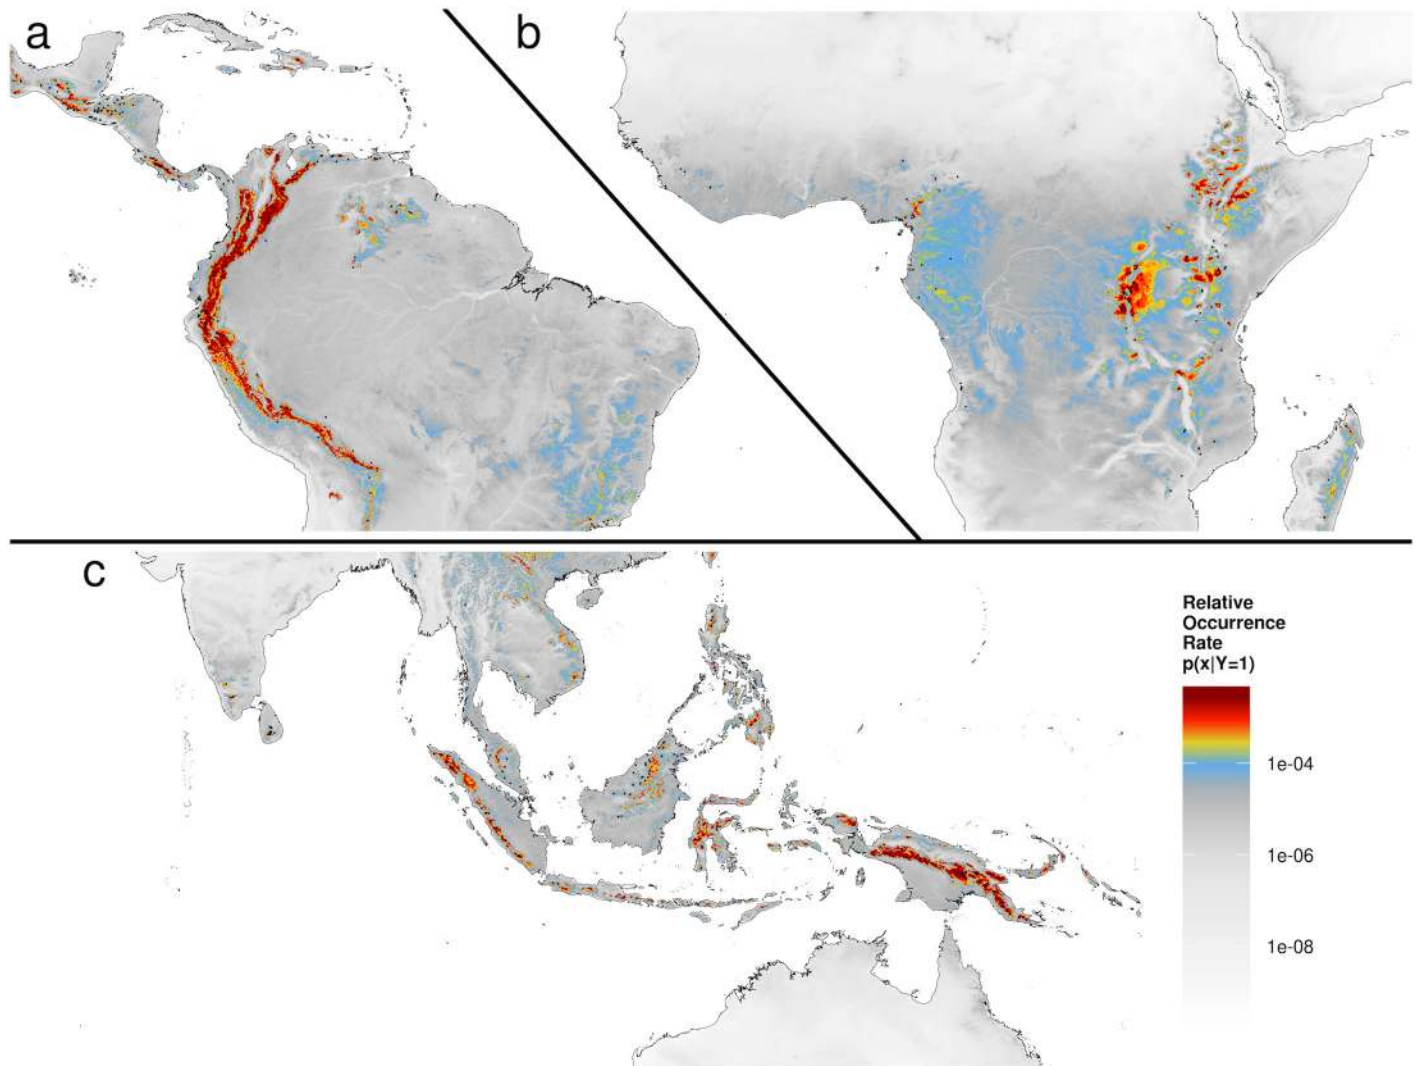 a
b
c
Relative
Occurrence
Rate
p(x|Y=1)
1e-04
1e-06
1e-08